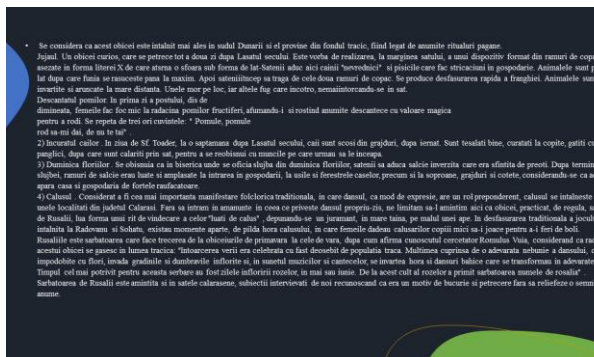 • Se considera ca acest obicei este intalnit mai ales in sudul Dunarii si el provine din fondul tracic, fiind legat de anumite ritualuri pagane.
Jujaul. Un obicei curios, care se petrece tot a doua zi dupa Lasatul secului. Este vorba de realizarea, la marginea satului, a unui dispozitiv format din ramuri de copa
asezate in forma literei X de care atarna o sfoara sub forma de lat-Satenii aduc aici cainii "nevrednici" si pisicile care fac stricaciuni in gospodarie. Animalele sunt p
lat dupa care funia se rasuceste pana la maxim. Apoi satenii incep sa traga de cele doua ramuri de copac. Se produce desfasurarea rapida a franghiei. Animalele sun
invartite si aruncate la mare distanta. Unele mor pe loc, iar altele fug care incotro, nemaiintorcandu-se in sat.
Descantatul pomilor. In prima zi a postului, dis de
dimineata, femeile fac foc mic la radacina pomilor fructiferi, afumandu-i si rostind anumite descantece cu valoare magica
pentru a rodi. Se repeta de trei ori cuvintele: " Pomule, pomule
rod sa-mi dai, de nu te tai" .
2) Incuratul cailor. In ziua de Sf. Toader, la o saptamana dupa Lasatul secului, caii sunt scosi din grajduri, dupa iernat. Sunt tesalati bine, curatati la copite, gatiti cu
panglici, dupa care sunt calariti prin sat, pentru a se reobisnui cu muncile pe care urmau sa le inceapa.
3) Duminica floriilor . Se obisnuia ca in biserica unde se oficia slujba din duminica floriilor, satenii sa aduca salcie inverzita care era sfintita de preoti. Dupa termin
slujbei, ramuri de salcie erau luate si amplasate la intrarea in gospodarii, la usile si ferestrele caselor, precum si la soproane, grajduri si cotete, considerandu-se ca a
apara casa si gospodaria de fortele raufacatoare.
4) Calusul . Considerat a fi cea mai importanta manifestare folclorica traditionala, in care dansul, ca mod de expresie, are un rol preponderent, calusul se intalneste
unele localitati din judetul Calarasi. Fara sa intram in amanunte in ceea ce priveste dansul propriu-zis, ne limitam sa-l amintim aici ca obicei, practicat, de regula, s
de Rusalii, lua forma unui rit de vindecare a celor "luati de calus" , depunandu-se un juramant, in mare taina, pe malul unei ape. In desfasurarea traditionala a jocul
intalnita la Radovanu si Solutu, existau momente aparte, de pilda hora calusului, in care femeile dadeau calusarilor copiii mici sa-i joace pentru a-i feri de boli.
Rusaliile este sarbatoarea care face trecerea de la obiceiurile de primavara la cele de vara, dupa cum afirma cunoscutul cercetator Romulus Vuia, considerand ca rad
acestui obicei se gasesc in lumea tracica: "Intoarcerea verii era celebrata cu fast deosebit de populatia traca. Multimea cuprinsa de o adevarata nebunie a dansului, c
impodobite cu flori, invada gradinile si dumbravile inflorite si, in sunetul muzicilor si cantecelor, se invartea hora si dansuri bahice care se transformau in adevarate
Timpul cel mai potrivit pentru aceasta serbare au fost zilele infloririi rozelor, in mai sau iunie. De la acest cult al rozelor a primit sarbatoarea numele de rosalia" .
Sarbatoarea de Rusalii este amintita si in satele calarasene, subiectii intervievati de noi recunoscand ca era un motiv de bucurie si petrecere fara sa reliefeze o semn
anume.